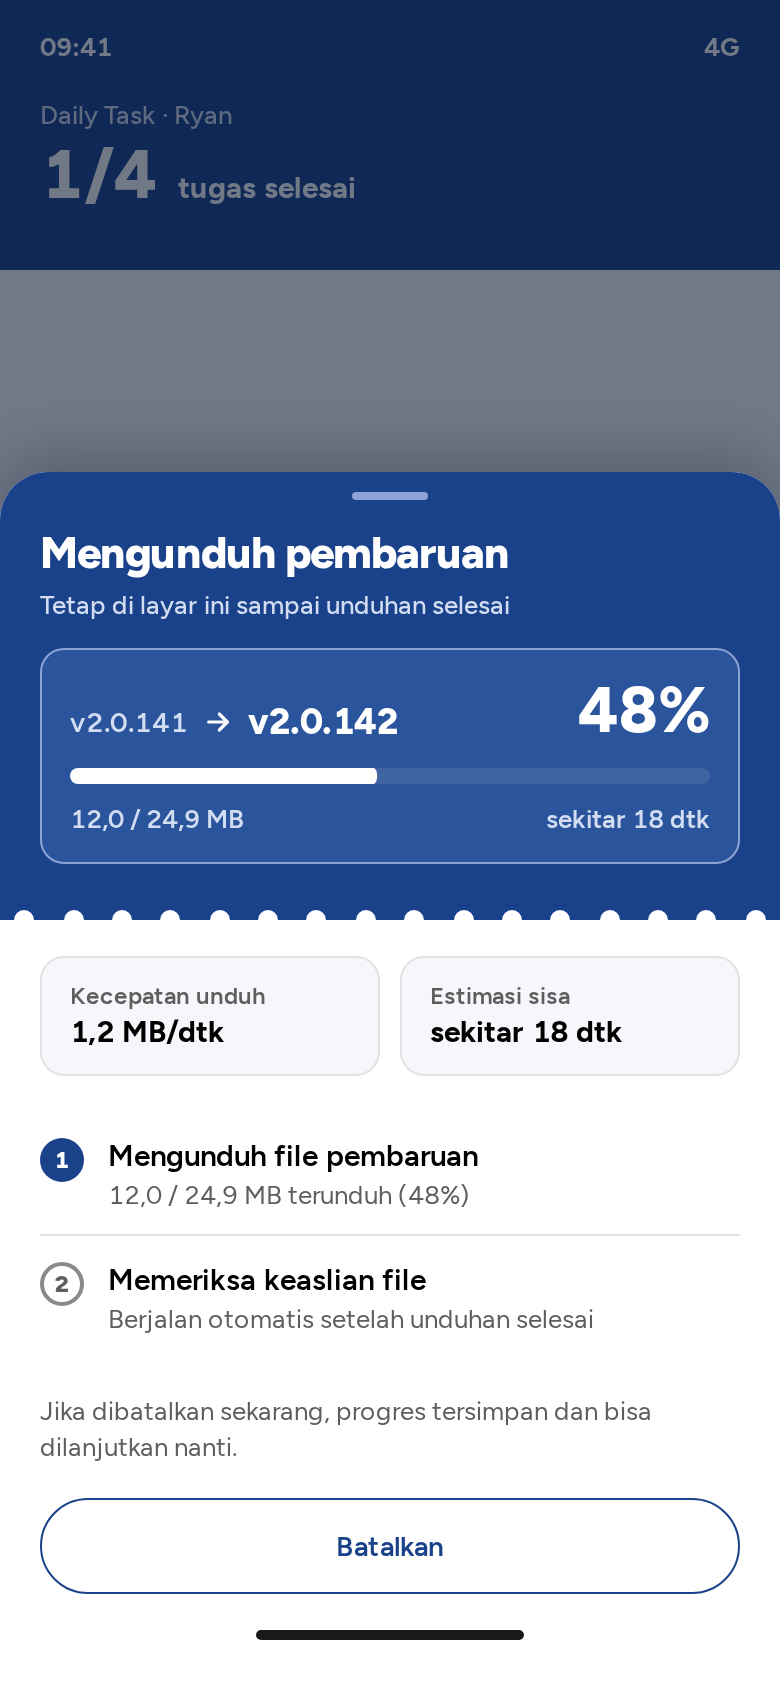 09:41
4G
Daily Task · Ryan
1/4 tugas selesai
Mengunduh pembaruan
Tetap di layar ini sampai unduhan selesai
v2.0.141 → v2.0.142
48%
12,0 / 24,9 MB
sekitar 18 dtk
Kecepatan unduh
1,2 MB/dtk
Estimasi sisa
sekitar 18 dtk
1
Mengunduh file pembaruan
12,0 / 24,9 MB terunduh (48%)
2
Memeriksa keaslian file
Berjalan otomatis setelah unduhan selesai
Jika dibatalkan sekarang, progres tersimpan dan bisa
dilanjutkan nanti.
Batalkan